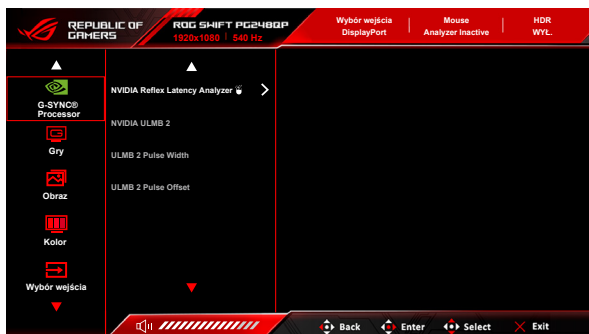 REPUBLIC OF
GAMERS
ROG SWIFT PG248QP
1920x1080 | 540 Hz
Wybór wejścia
DisplayPort
Mouse
Analyzer Inactive
HDR
WYŁ.
G-SYNC®
Processor
Gry
Obraz
Kolor
Wybór wejścia
NVIDIA Reflex Latency Analyzer
NVIDIA ULMB 2
ULMB 2 Pulse Width
ULMB 2 Pulse Offset
Back
Enter
Select
Exit